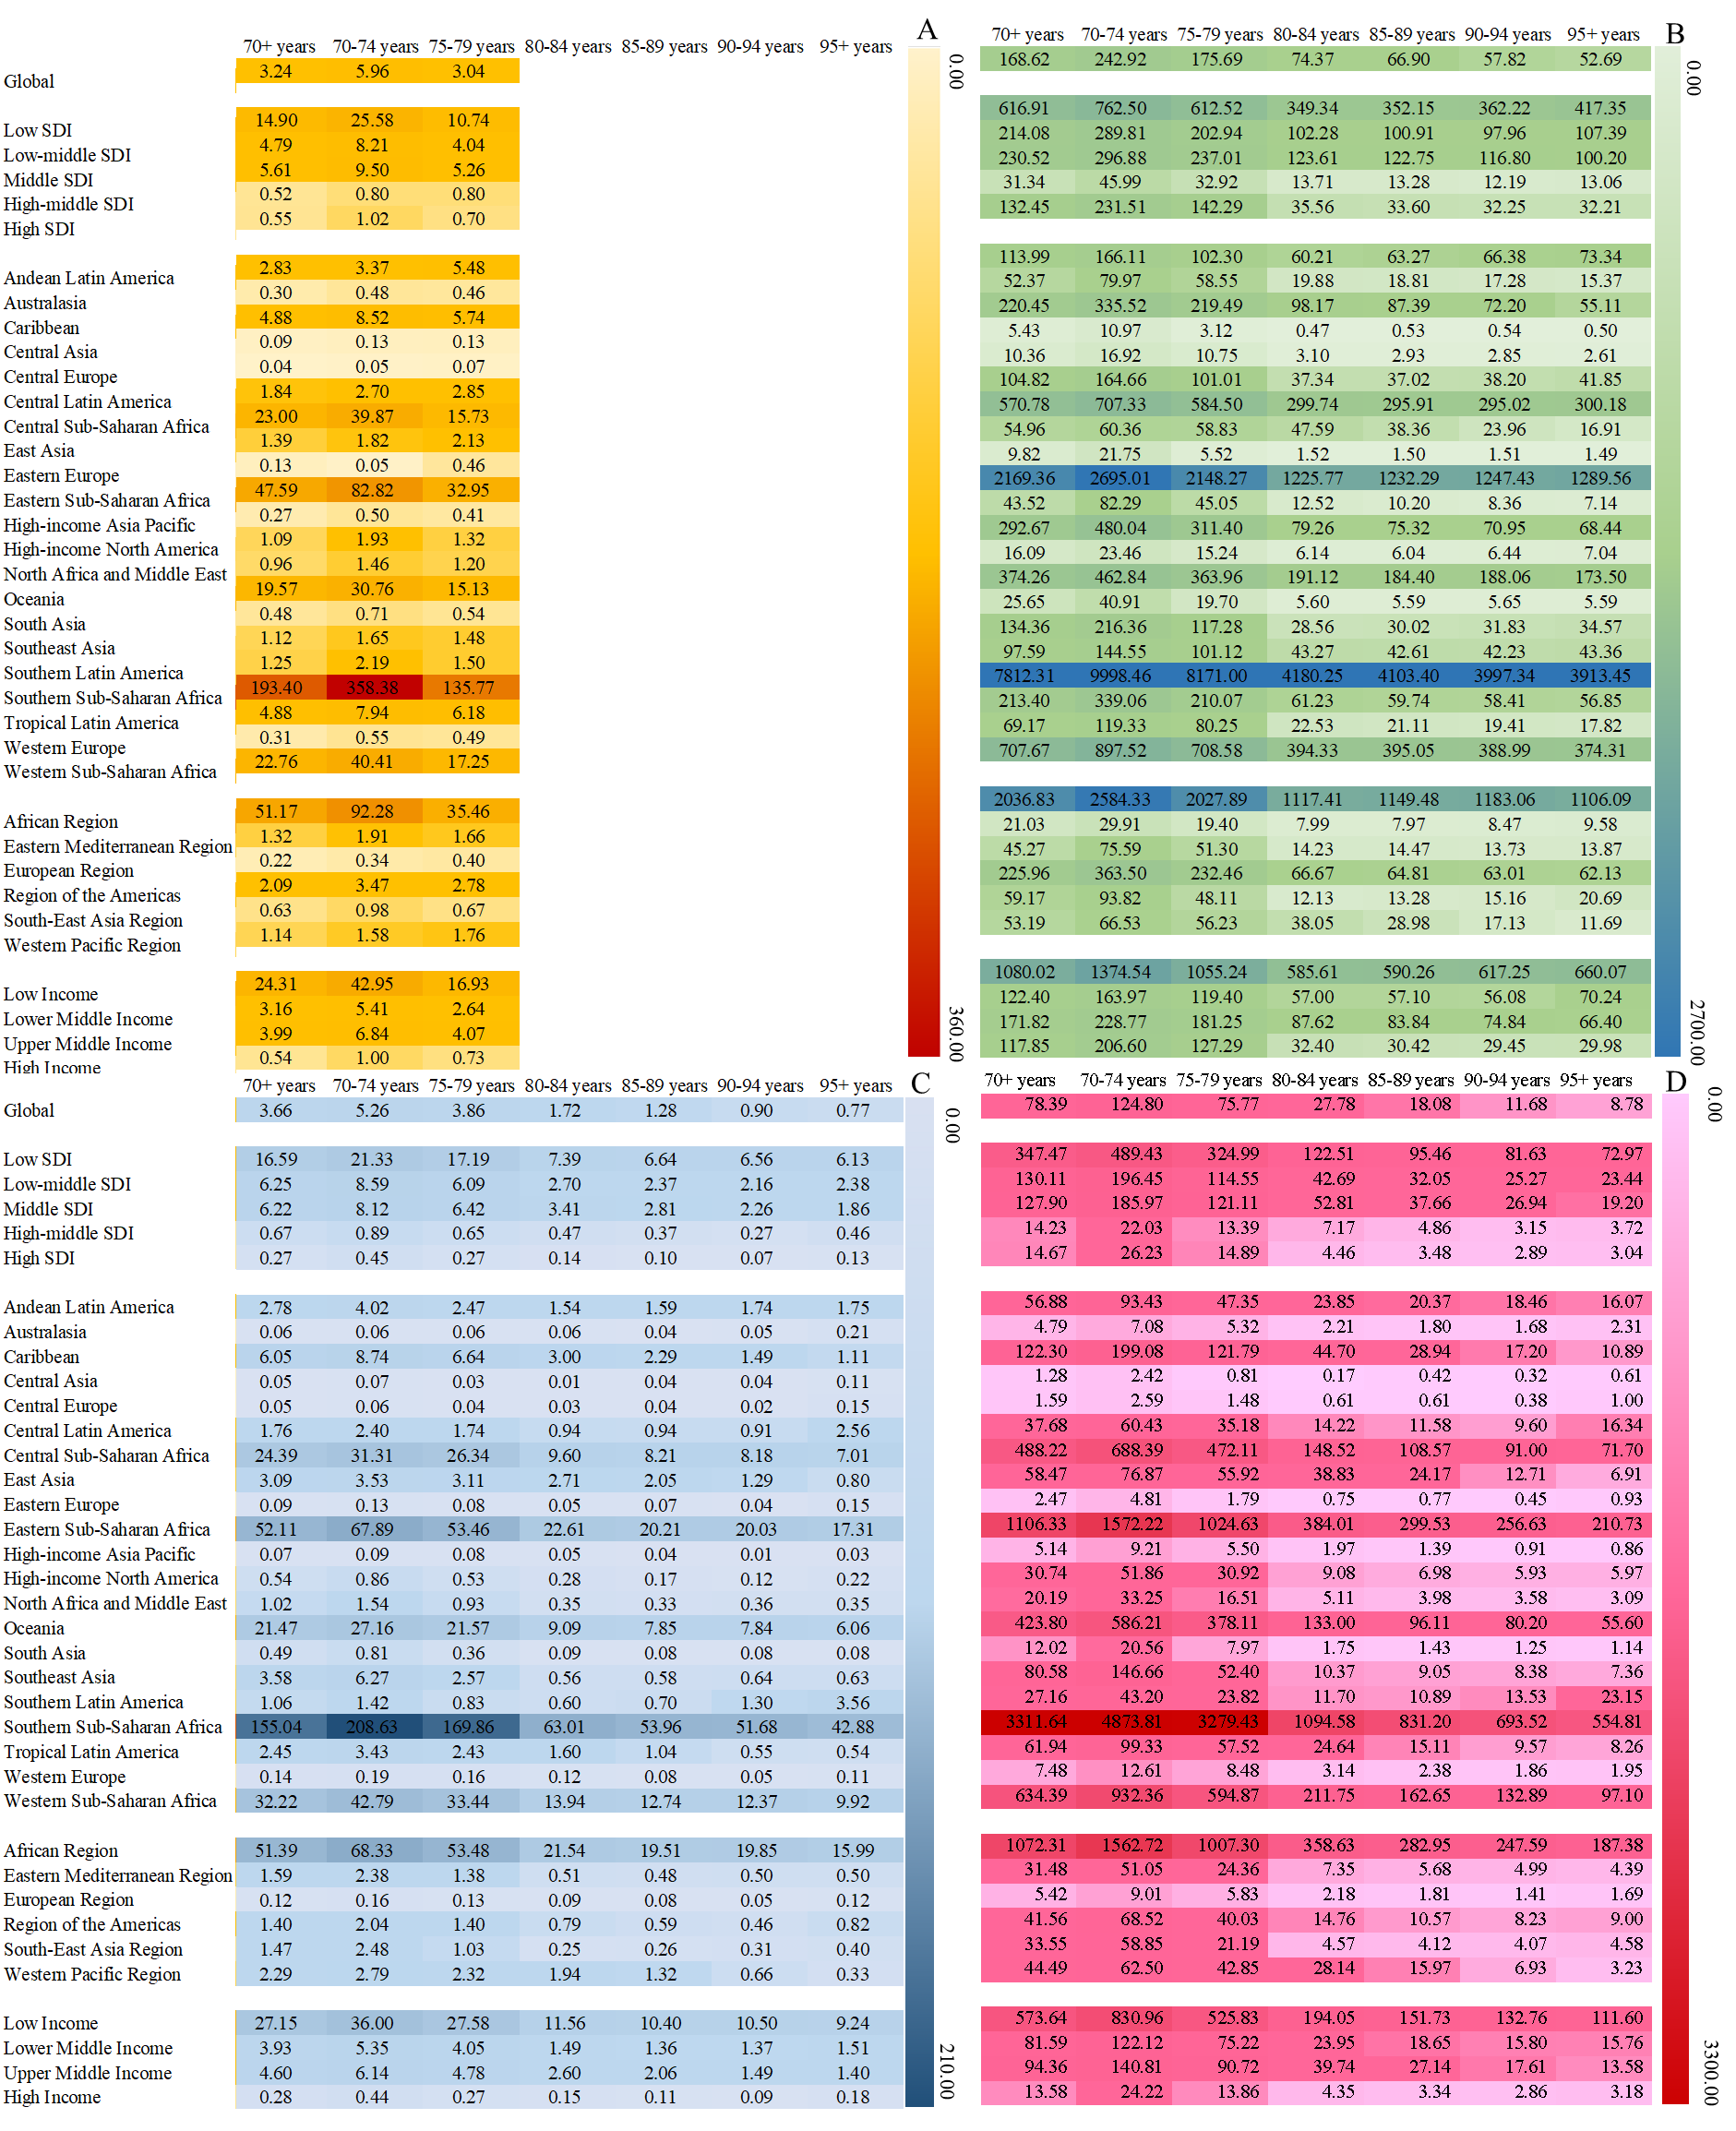 A
70+ years 70-74 years 75-79 years 80-84 years 85-89 years 90-94 years 95+ years
Global 3.24 5.96 3.04
Low SDI 14.90 25.58 10.74
Low-middle SDI 4.79 8.21 4.04
Middle SDI 5.61 9.50 5.26
High-middle SDI 0.52 0.80 0.80
High SDI 0.55 1.02 0.70
Andean Latin America 2.83 3.37 5.48
Australasia 0.30 0.48 0.46
Caribbean 4.88 8.52 5.74
Central Asia 0.09 0.13 0.13
Central Europe 0.04 0.05 0.07
Central Latin America 1.84 2.70 2.85
Central Sub-Saharan Africa 23.00 39.87 15.73
East Asia 1.39 1.82 2.13
Eastern Europe 0.13 0.05 0.46
Eastern Sub-Saharan Africa 47.59 82.82 32.95
High-income Asia Pacific 0.27 0.50 0.41
High-income North America 1.09 1.93 1.32
North Africa and Middle East 0.96 1.46 1.20
Oceania 19.57 30.76 15.13
South Asia 0.48 0.71 0.54
Southeast Asia 1.12 1.65 1.48
Southern Latin America 1.25 2.19 1.50
Southern Sub-Saharan Africa 193.40 358.38 135.77
Tropical Latin America 4.88 7.94 6.18
Western Europe 0.31 0.55 0.49
Western Sub-Saharan Africa 22.76 40.41 17.25
African Region 51.17 92.28 35.46
Eastern Mediterranean Region 1.32 1.91 1.66
European Region 0.22 0.34 0.40
Region of the Americas 2.09 3.47 2.78
South-East Asia Region 0.63 0.98 0.67
Western Pacific Region 1.14 1.58 1.76
Low Income 24.31 42.95 16.93
Lower Middle Income 3.16 5.41 2.64
Upper Middle Income 3.99 6.84 4.07
High Income 0.54 1.00 0.73
0.00
360.00
B
70+ years 70-74 years 75-79 years 80-84 years 85-89 years 90-94 years 95+ years
168.62 242.92 175.69 74.37 66.90 57.82 52.69
616.91 762.50 612.52 349.34 352.15 362.22 417.35
214.08 289.81 202.94 102.28 100.91 97.96 107.39
230.52 296.88 237.01 123.61 122.75 116.80 100.20
31.34 45.99 32.92 13.71 13.28 12.19 13.06
132.45 231.51 142.29 35.56 33.60 32.25 32.21
113.99 166.11 102.30 60.21 63.27 66.38 73.34
52.37 79.97 58.55 19.88 18.81 17.28 15.37
220.45 335.52 219.49 98.17 87.39 72.20 55.11
5.43 10.97 3.12 0.47 0.53 0.54 0.50
10.36 16.92 10.75 3.10 2.93 2.85 2.61
104.82 164.66 101.01 37.34 37.02 38.20 41.85
570.78 707.33 584.50 299.74 295.91 295.02 300.18
54.96 60.36 58.83 47.59 38.36 23.96 16.91
9.82 21.75 5.52 1.52 1.50 1.51 1.49
2169.36 2695.01 2148.27 1225.77 1232.29 1247.43 1289.56
43.52 82.29 45.05 12.52 10.20 8.36 7.14
292.67 480.04 311.40 79.26 75.32 70.95 68.44
16.09 23.46 15.24 6.14 6.04 6.44 7.04
374.26 462.84 363.96 191.12 184.40 188.06 173.50
25.65 40.91 19.70 5.60 5.59 5.65 5.59
134.36 216.36 117.28 28.56 30.02 31.83 34.57
97.59 144.55 101.12 43.27 42.61 42.23 43.36
7812.31 9998.46 8171.00 4180.25 4103.40 3997.34 3913.45
213.40 339.06 210.07 61.23 59.74 58.41 56.85
69.17 119.33 80.25 22.53 21.11 19.41 17.82
707.67 897.52 708.58 394.33 395.05 388.99 374.31
2036.83 2584.33 2027.89 1117.41 1149.48 1183.06 1106.09
21.03 29.91 19.40 7.99 7.97 8.47 9.58
45.27 75.59 51.30 14.23 14.47 13.73 13.87
225.96 363.50 232.46 66.67 64.81 63.01 62.13
59.17 93.82 48.11 12.13 13.28 15.16 20.69
53.19 66.53 56.23 38.05 28.98 17.13 11.69
1080.02 1374.54 1055.24 585.61 590.26 617.25 660.07
122.40 163.97 119.40 57.00 57.10 56.08 70.24
171.82 228.77 181.25 87.62 83.84 74.84 66.40
117.85 206.60 127.29 32.40 30.42 29.45 29.98
0.00
2700.00
C
70+ years 70-74 years 75-79 years 80-84 years 85-89 years 90-94 years 95+ years
Global 3.66 5.26 3.86 1.72 1.28 0.90 0.77
Low SDI 16.59 21.33 17.19 7.39 6.64 6.56 6.13
Low-middle SDI 6.25 8.59 6.09 2.70 2.37 2.16 2.38
Middle SDI 6.22 8.12 6.42 3.41 2.81 2.26 1.86
High-middle SDI 0.67 0.89 0.65 0.47 0.37 0.27 0.46
High SDI 0.27 0.45 0.27 0.14 0.10 0.07 0.13
Andean Latin America 2.78 4.02 2.47 1.54 1.59 1.74 1.75
Australasia 0.06 0.06 0.06 0.06 0.04 0.05 0.21
Caribbean 6.05 8.74 6.64 3.00 2.29 1.49 1.11
Central Asia 0.05 0.07 0.03 0.01 0.04 0.04 0.11
Central Europe 0.05 0.06 0.04 0.03 0.04 0.02 0.15
Central Latin America 1.76 2.40 1.74 0.94 0.94 0.91 2.56
Central Sub-Saharan Africa 24.39 31.31 26.34 9.60 8.21 8.18 7.01
East Asia 3.09 3.53 3.11 2.71 2.05 1.29 0.80
Eastern Europe 0.09 0.13 0.08 0.05 0.07 0.04 0.15
Eastern Sub-Saharan Africa 52.11 67.89 53.46 22.61 20.21 20.03 17.31
High-income Asia Pacific 0.07 0.09 0.08 0.05 0.04 0.01 0.03
High-income North America 0.54 0.86 0.53 0.28 0.17 0.12 0.22
North Africa and Middle East 1.02 1.54 0.93 0.35 0.33 0.36 0.35
Oceania 21.47 27.16 21.57 9.09 7.85 7.84 6.06
South Asia 0.49 0.81 0.36 0.09 0.08 0.08 0.08
Southeast Asia 3.58 6.27 2.57 0.56 0.58 0.64 0.63
Southern Latin America 1.06 1.42 0.83 0.60 0.70 1.30 3.56
Southern Sub-Saharan Africa 155.04 208.63 169.86 63.01 53.96 51.68 42.88
Tropical Latin America 2.45 3.43 2.43 1.60 1.04 0.55 0.54
Western Europe 0.14 0.19 0.16 0.12 0.08 0.05 0.11
Western Sub-Saharan Africa 32.22 42.79 33.44 13.94 12.74 12.37 9.92
African Region 51.39 68.33 53.48 21.54 19.51 19.85 15.99
Eastern Mediterranean Region 1.59 2.38 1.38 0.51 0.48 0.50 0.50
European Region 0.12 0.16 0.13 0.09 0.08 0.05 0.12
Region of the Americas 1.40 2.04 1.40 0.79 0.59 0.46 0.82
South-East Asia Region 1.47 2.48 1.03 0.25 0.26 0.31 0.40
Western Pacific Region 2.29 2.79 2.32 1.94 1.32 0.66 0.33
Low Income 27.15 36.00 27.58 11.56 10.40 10.50 9.24
Lower Middle Income 3.93 5.35 4.05 1.49 1.36 1.37 1.51
Upper Middle Income 4.60 6.14 4.78 2.60 2.06 1.49 1.40
High Income 0.28 0.44 0.27 0.15 0.11 0.09 0.18
0.00
210.00
D
70+ years 70-74 years 75-79 years 80-84 years 85-89 years 90-94 years 95+ years
78.39 124.80 75.77 27.78 18.08 11.68 8.78
347.47 489.43 324.99 122.51 95.46 81.63 72.97
130.11 196.45 114.55 42.69 32.05 25.27 23.44
127.90 185.97 121.11 52.81 37.66 26.94 19.20
14.23 22.03 13.39 7.17 4.86 3.15 3.72
14.67 26.23 14.89 4.46 3.48 2.89 3.04
56.88 93.43 47.35 23.85 20.37 18.46 16.07
4.79 7.08 5.32 2.21 1.80 1.68 2.31
122.30 199.08 121.79 44.70 28.94 17.20 10.89
1.28 2.42 0.81 0.17 0.42 0.32 0.61
1.59 2.59 1.48 0.61 0.61 0.38 1.00
37.68 60.43 35.18 14.22 11.58 9.60 16.34
488.22 688.39 472.11 148.52 108.57 91.00 71.70
58.47 76.87 55.92 38.83 24.17 12.71 6.91
2.47 4.81 1.79 0.75 0.77 0.45 0.93
1106.33 1572.22 1024.63 384.01 299.53 256.63 210.73
5.14 9.21 5.50 1.97 1.39 0.91 0.86
30.74 51.86 30.92 9.08 6.98 5.93 5.97
20.19 33.25 16.51 5.11 3.98 3.58 3.09
423.80 586.21 378.11 133.00 96.11 80.20 55.60
12.02 20.56 7.97 1.75 1.43 1.25 1.14
80.58 146.66 52.40 10.37 9.05 8.38 7.36
27.16 43.20 23.82 11.70 10.89 13.53 23.15
3311.64 4873.81 3279.43 1094.58 831.20 693.52 554.81
61.94 99.33 57.52 24.64 15.11 9.57 8.26
7.48 12.61 8.48 3.14 2.38 1.86 1.95
634.39 932.36 594.87 211.75 162.65 132.89 97.10
1072.31 1562.72 1007.30 358.63 282.95 247.59 187.38
31.48 51.05 24.36 7.35 5.68 4.99 4.39
5.42 9.01 5.83 2.18 1.81 1.41 1.69
41.56 68.52 40.03 14.76 10.57 8.23 9.00
33.55 58.85 21.19 4.57 4.12 4.07 4.58
44.49 62.50 42.85 28.14 15.97 6.93 3.23
573.64 830.96 525.83 194.05 151.73 132.76 111.60
81.59 122.12 75.22 23.95 18.65 15.80 15.76
94.36 140.81 90.72 39.74 27.14 17.61 13.58
13.58 24.22 13.86 4.35 3.34 2.86 3.18
0.00
3300.00